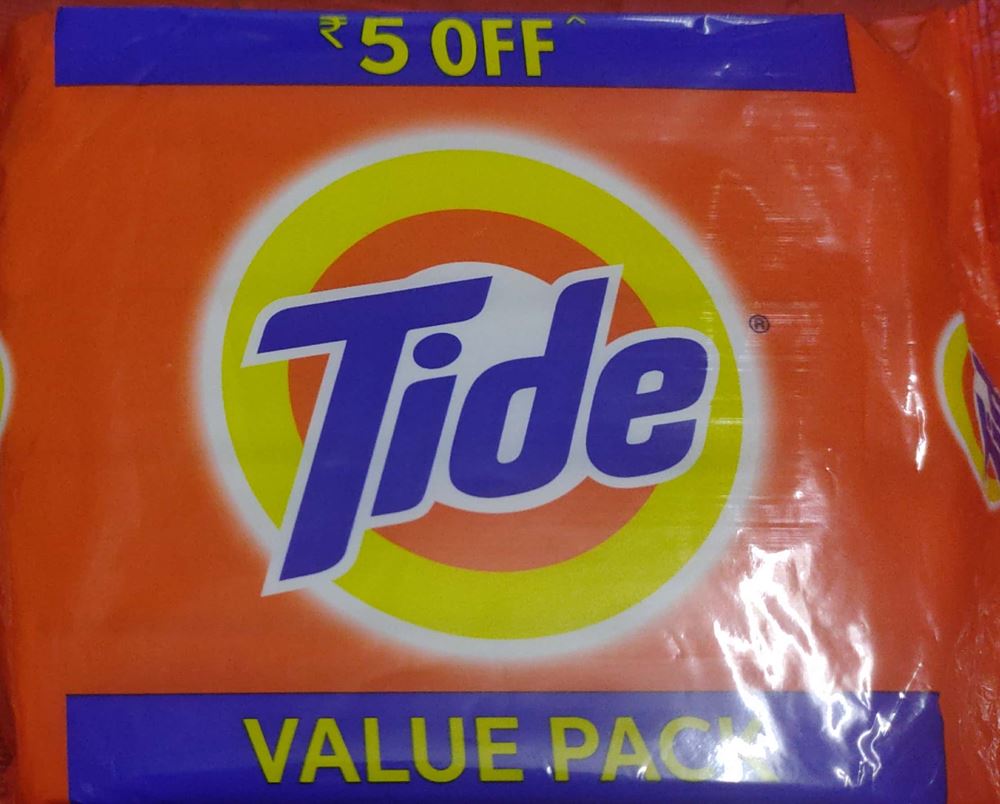 ₹5 OFF^
Tide®
VALUE PACK